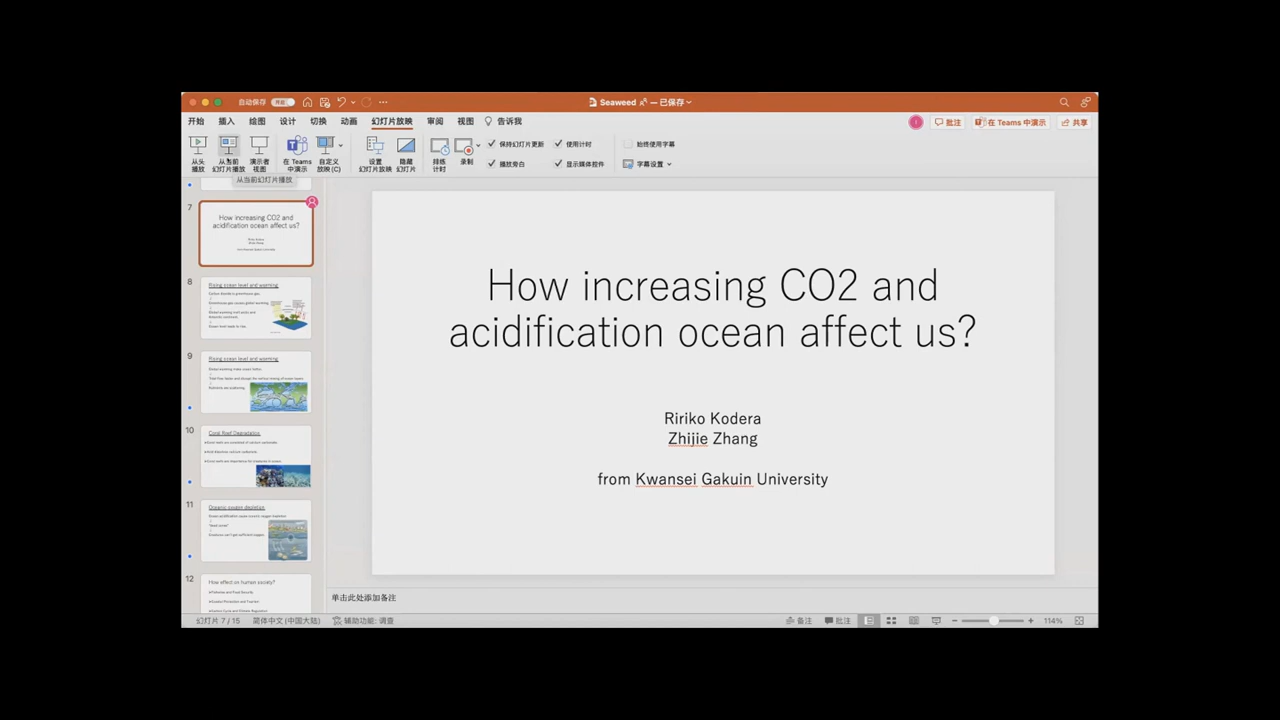 自动保存
Seaweed — 已保存
开始 插入 绘图 设计 切换 动画 幻灯片放映 审阅 视图 告诉我
批注 在 Teams 中演示 共享
从头播放
从当前幻灯片播放
演示者视图
在 Teams 中演示
自定义放映(C)
设置幻灯片放映
隐藏幻灯片
排练计时
录制
保持幻灯片更新 使用计时
播放旁白 显示媒体控件
始终使用字幕
字幕设置
从当前幻灯片播放
7
How increasing CO2 and
acidification ocean affect us?
8
Rising ocean level and warming
9
Rising ocean level and warming
10
Coral Reef Degradation
11
Oceanic oxygen depletion
12
How effect on human society?
How increasing CO2 and
acidification ocean affect us?
Ririko Kodera
Zhijie Zhang
from Kwansei Gakuin University
单击此处添加备注
幻灯片 7 / 15 简体中文 (中国大陆) 辅助功能: 调查
备注 批注 114%